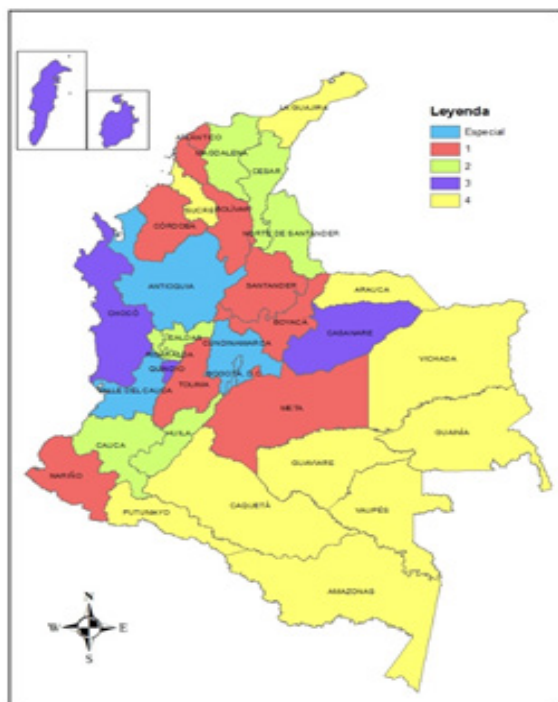 LA GUAJIRA
Leyenda
Especial
1
2
3
4
ATLÁNTICO
MAGDALENA
CESAR
SUCRE
BOLÍVAR
CÓRDOBA
NORTE DE SANTANDER
ANTIOQUIA
SANTANDER
ARAUCA
CHOCÓ
BOYACÁ
CASANARE
CALDAS
CUNDINAMARCA
VICHADA
RISARALDA
QUINDÍO
BOGOTÁ, D.C.
VALLE DEL CAUCA
TOLIMA
META
GUAINÍA
HUILA
CAUCA
GUAVIARE
NARIÑO
CAQUETÁ
VAUPÉS
PUTUMAYO
AMAZONAS
N
W
E
S